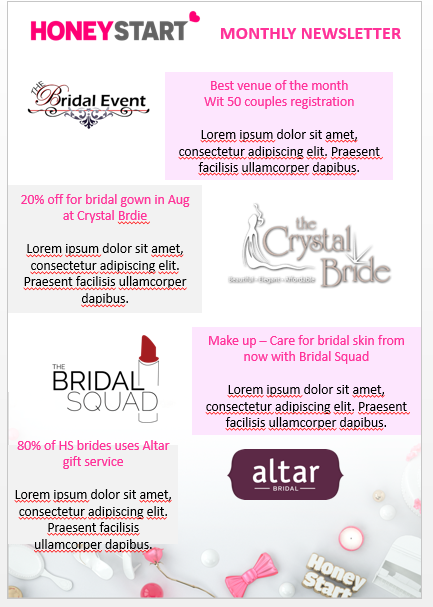 HONEYSTART
MONTHLY NEWSLETTER
THE
Bridal Event
Best venue of the month
Wit 50 couples registration
Lorem ipsum dolor sit amet,
consectetur adipiscing elit. Praesent
facilisis ullamcorper dapibus.
20% off for bridal gown in Aug
at Crystal Brdie
Lorem ipsum dolor sit amet,
consectetur adipiscing elit.
Praesent facilisis ullamcorper
dapibus.
the
Crystal
Bride
Beautiful • Elegant • Affordable
THE
BRIDAL
SQUAD
Make up – Care for bridal skin from
now with Bridal Squad
Lorem ipsum dolor sit amet,
consectetur adipiscing elit. Praesent
facilisis ullamcorper dapibus.
80% of HS brides uses Altar
gift service
Lorem ipsum dolor sit amet,
consectetur adipiscing elit.
Praesent facilisis
ullamcorper dapibus.
altar
BRIDAL
Honey
Start